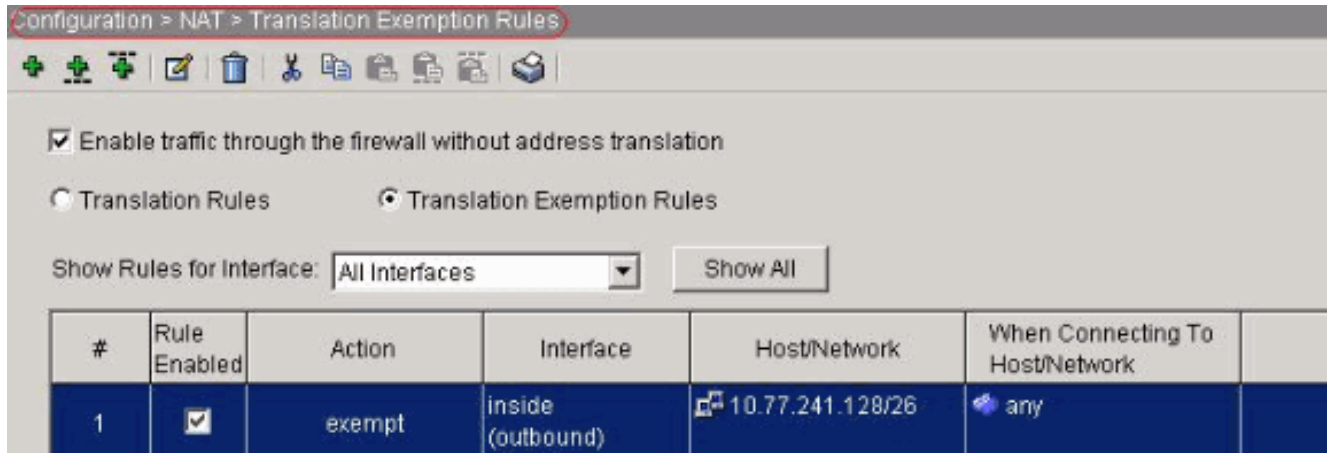 Configuration > NAT > Translation Exemption Rules
Enable traffic through the firewall without address translation
Translation Rules Translation Exemption Rules
Show Rules for Interface: All Interfaces Show All
# Rule Enabled Action Interface Host/Network When Connecting To Host/Network
1 exempt inside (outbound) 10.77.241.128/26 any